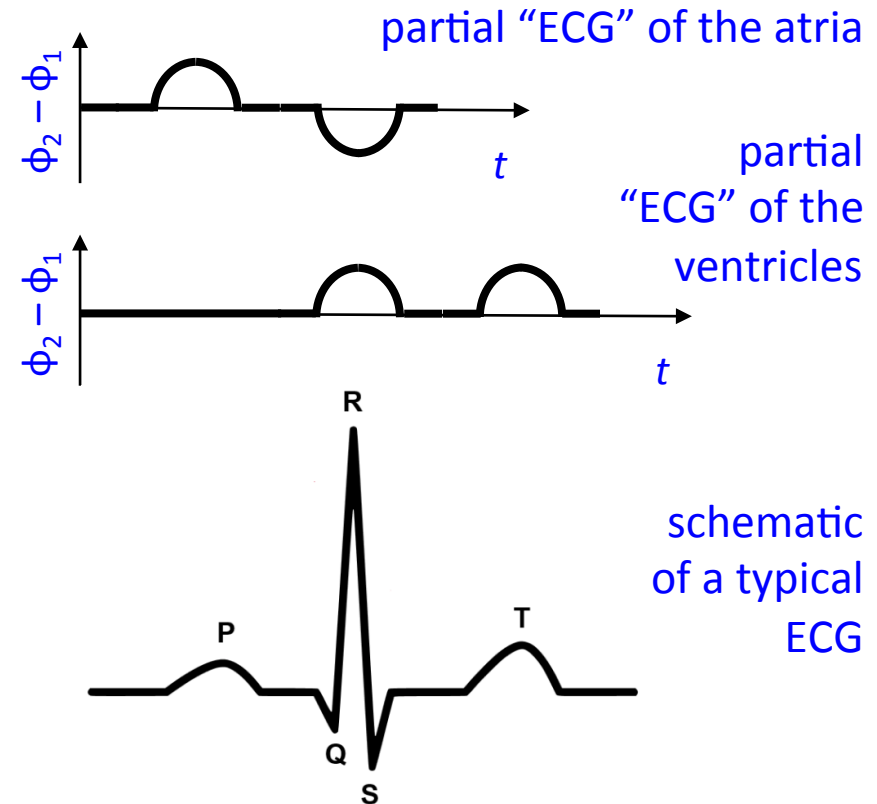 partial “ECG” of the atria
ϕ₂ – ϕ₁
t
partial
“ECG” of the
ventricles
ϕ₂ – ϕ₁
t
R
P
T
Q
S
schematic
of a typical
ECG